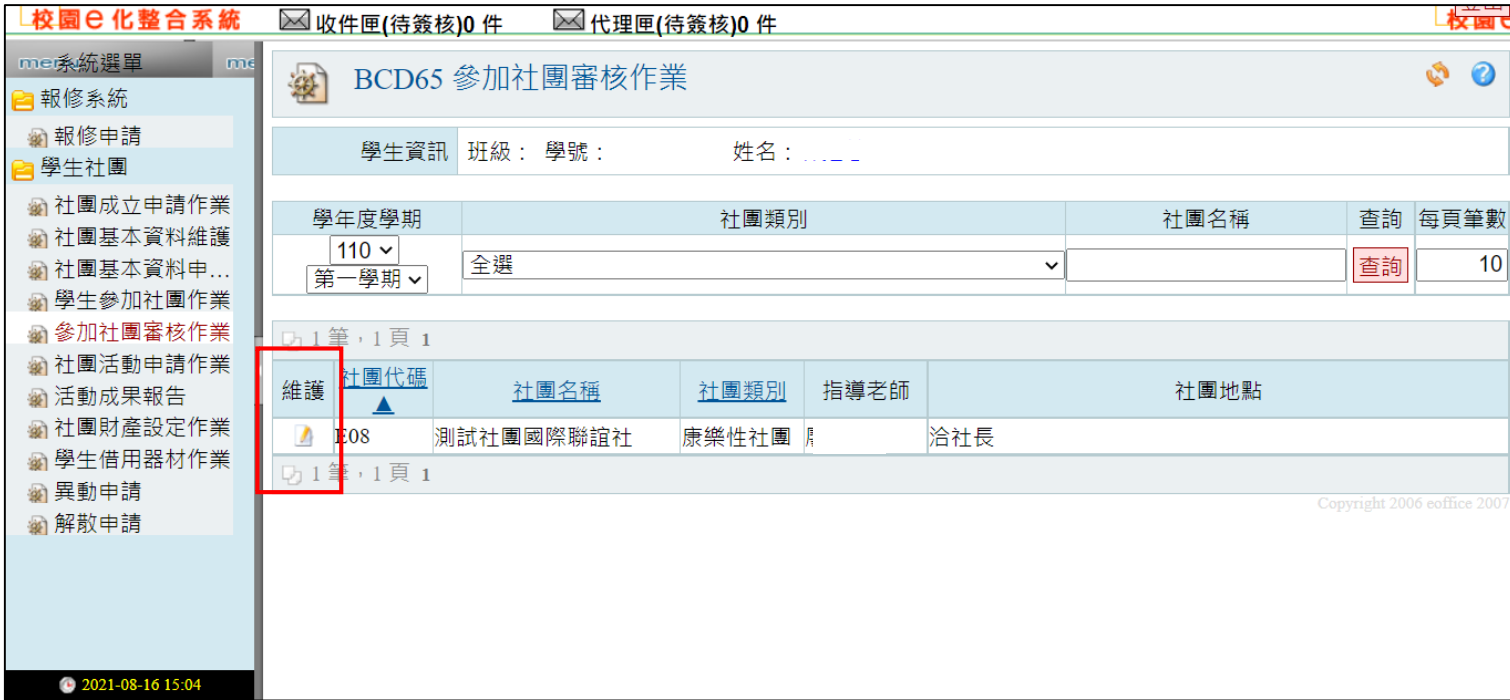 校園e化整合系統 收件匣(待簽核)0 件 代理匣(待簽核)0 件
系統選單
報修系統
報修申請
學生社團
社團成立申請作業
社團基本資料維護
社團基本資料申...
學生參加社團作業
參加社團審核作業
社團活動申請作業
活動成果報告
社團財產設定作業
學生借用器材作業
異動申請
解散申請
2021-08-16 15:04
BCD65 參加社團審核作業
學生資訊 班級： 學號： 姓名：
學年度學期 社團類別 社團名稱 查詢 每頁筆數
110
第一學期 全選 查詢 10
1 筆，1 頁 1
維護 社團代碼▲ 社團名稱 社團類別 指導老師 社團地點
E08 測試社團國際聯誼社 康樂性社團 洽社長
1 筆，1 頁 1
Copyright 2006 eoffice 2007